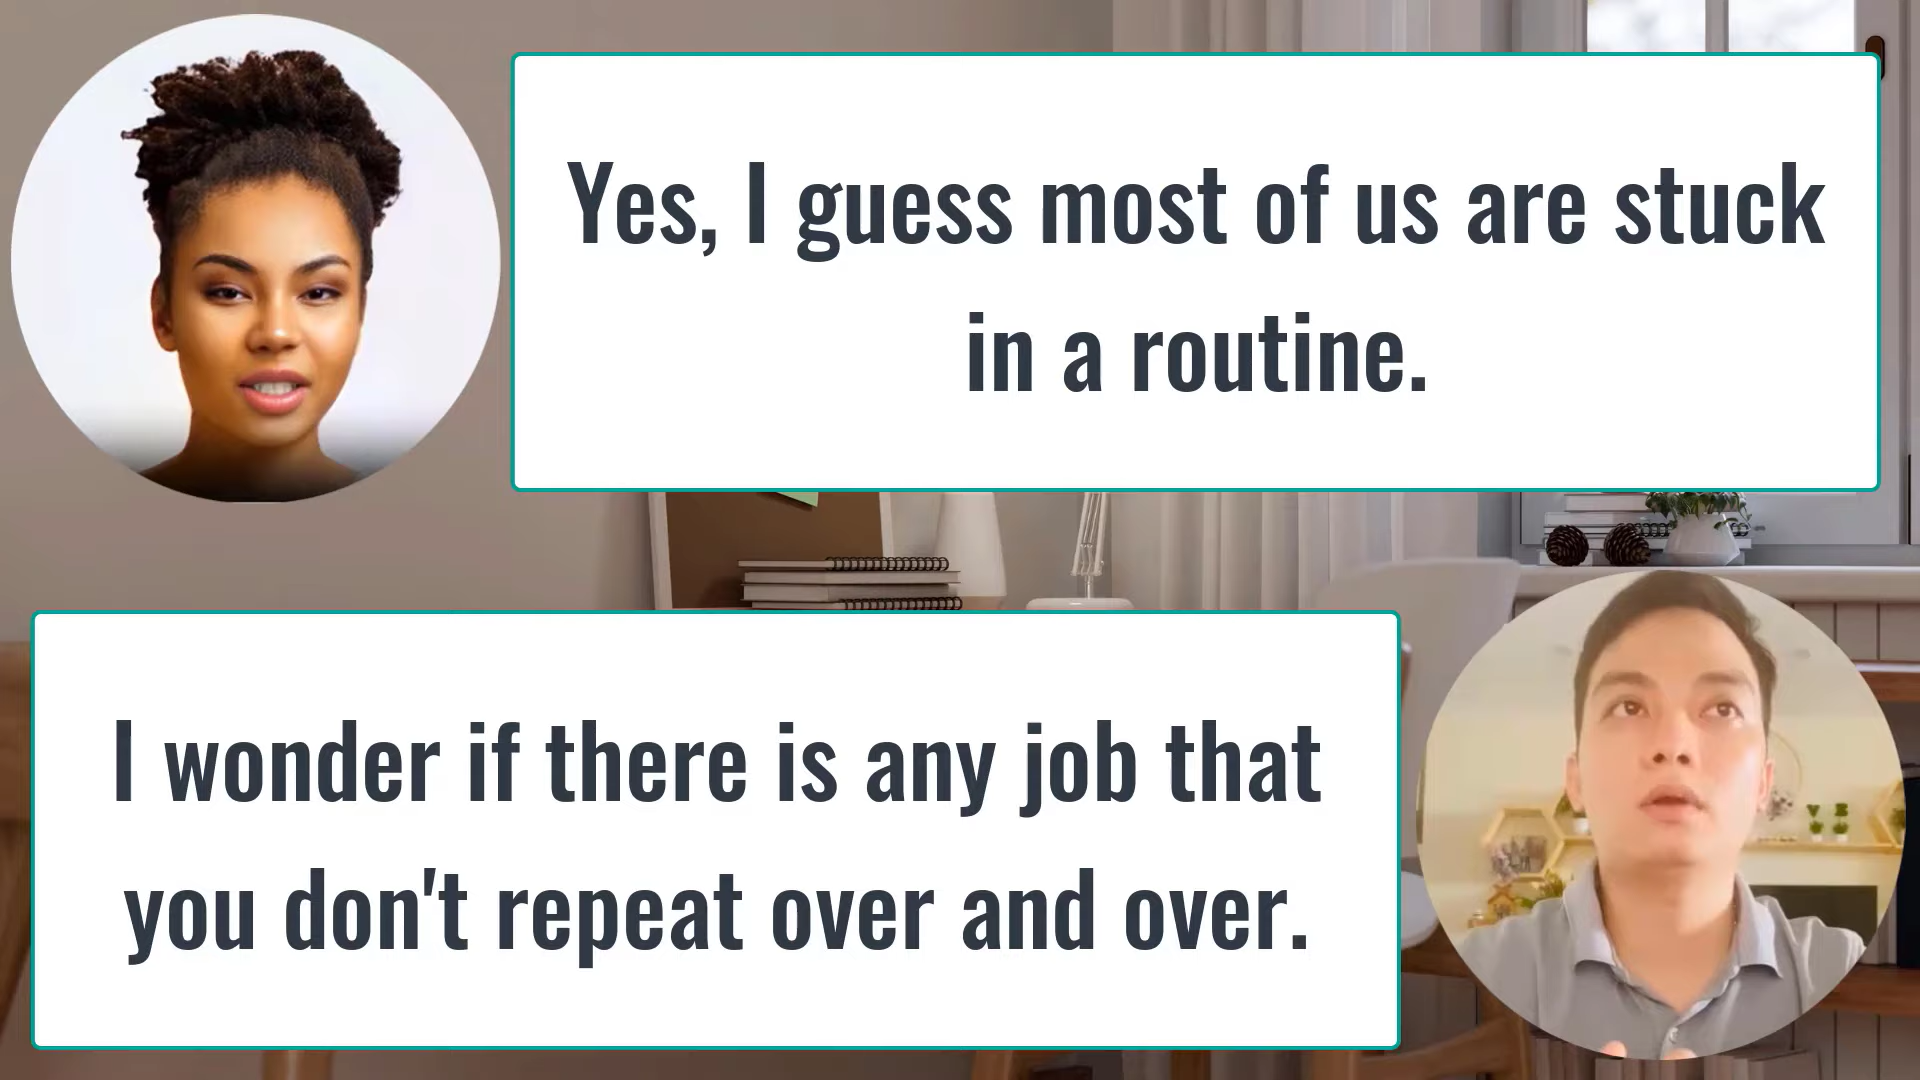 Yes, I guess most of us are stuck
in a routine.
I wonder if there is any job that
you don't repeat over and over.